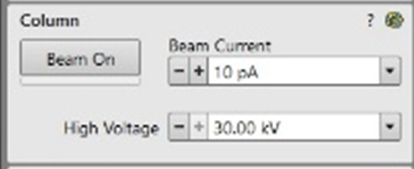 Column ?
Beam On
Beam Current
− + 10 pA
High Voltage − + 30.00 kV